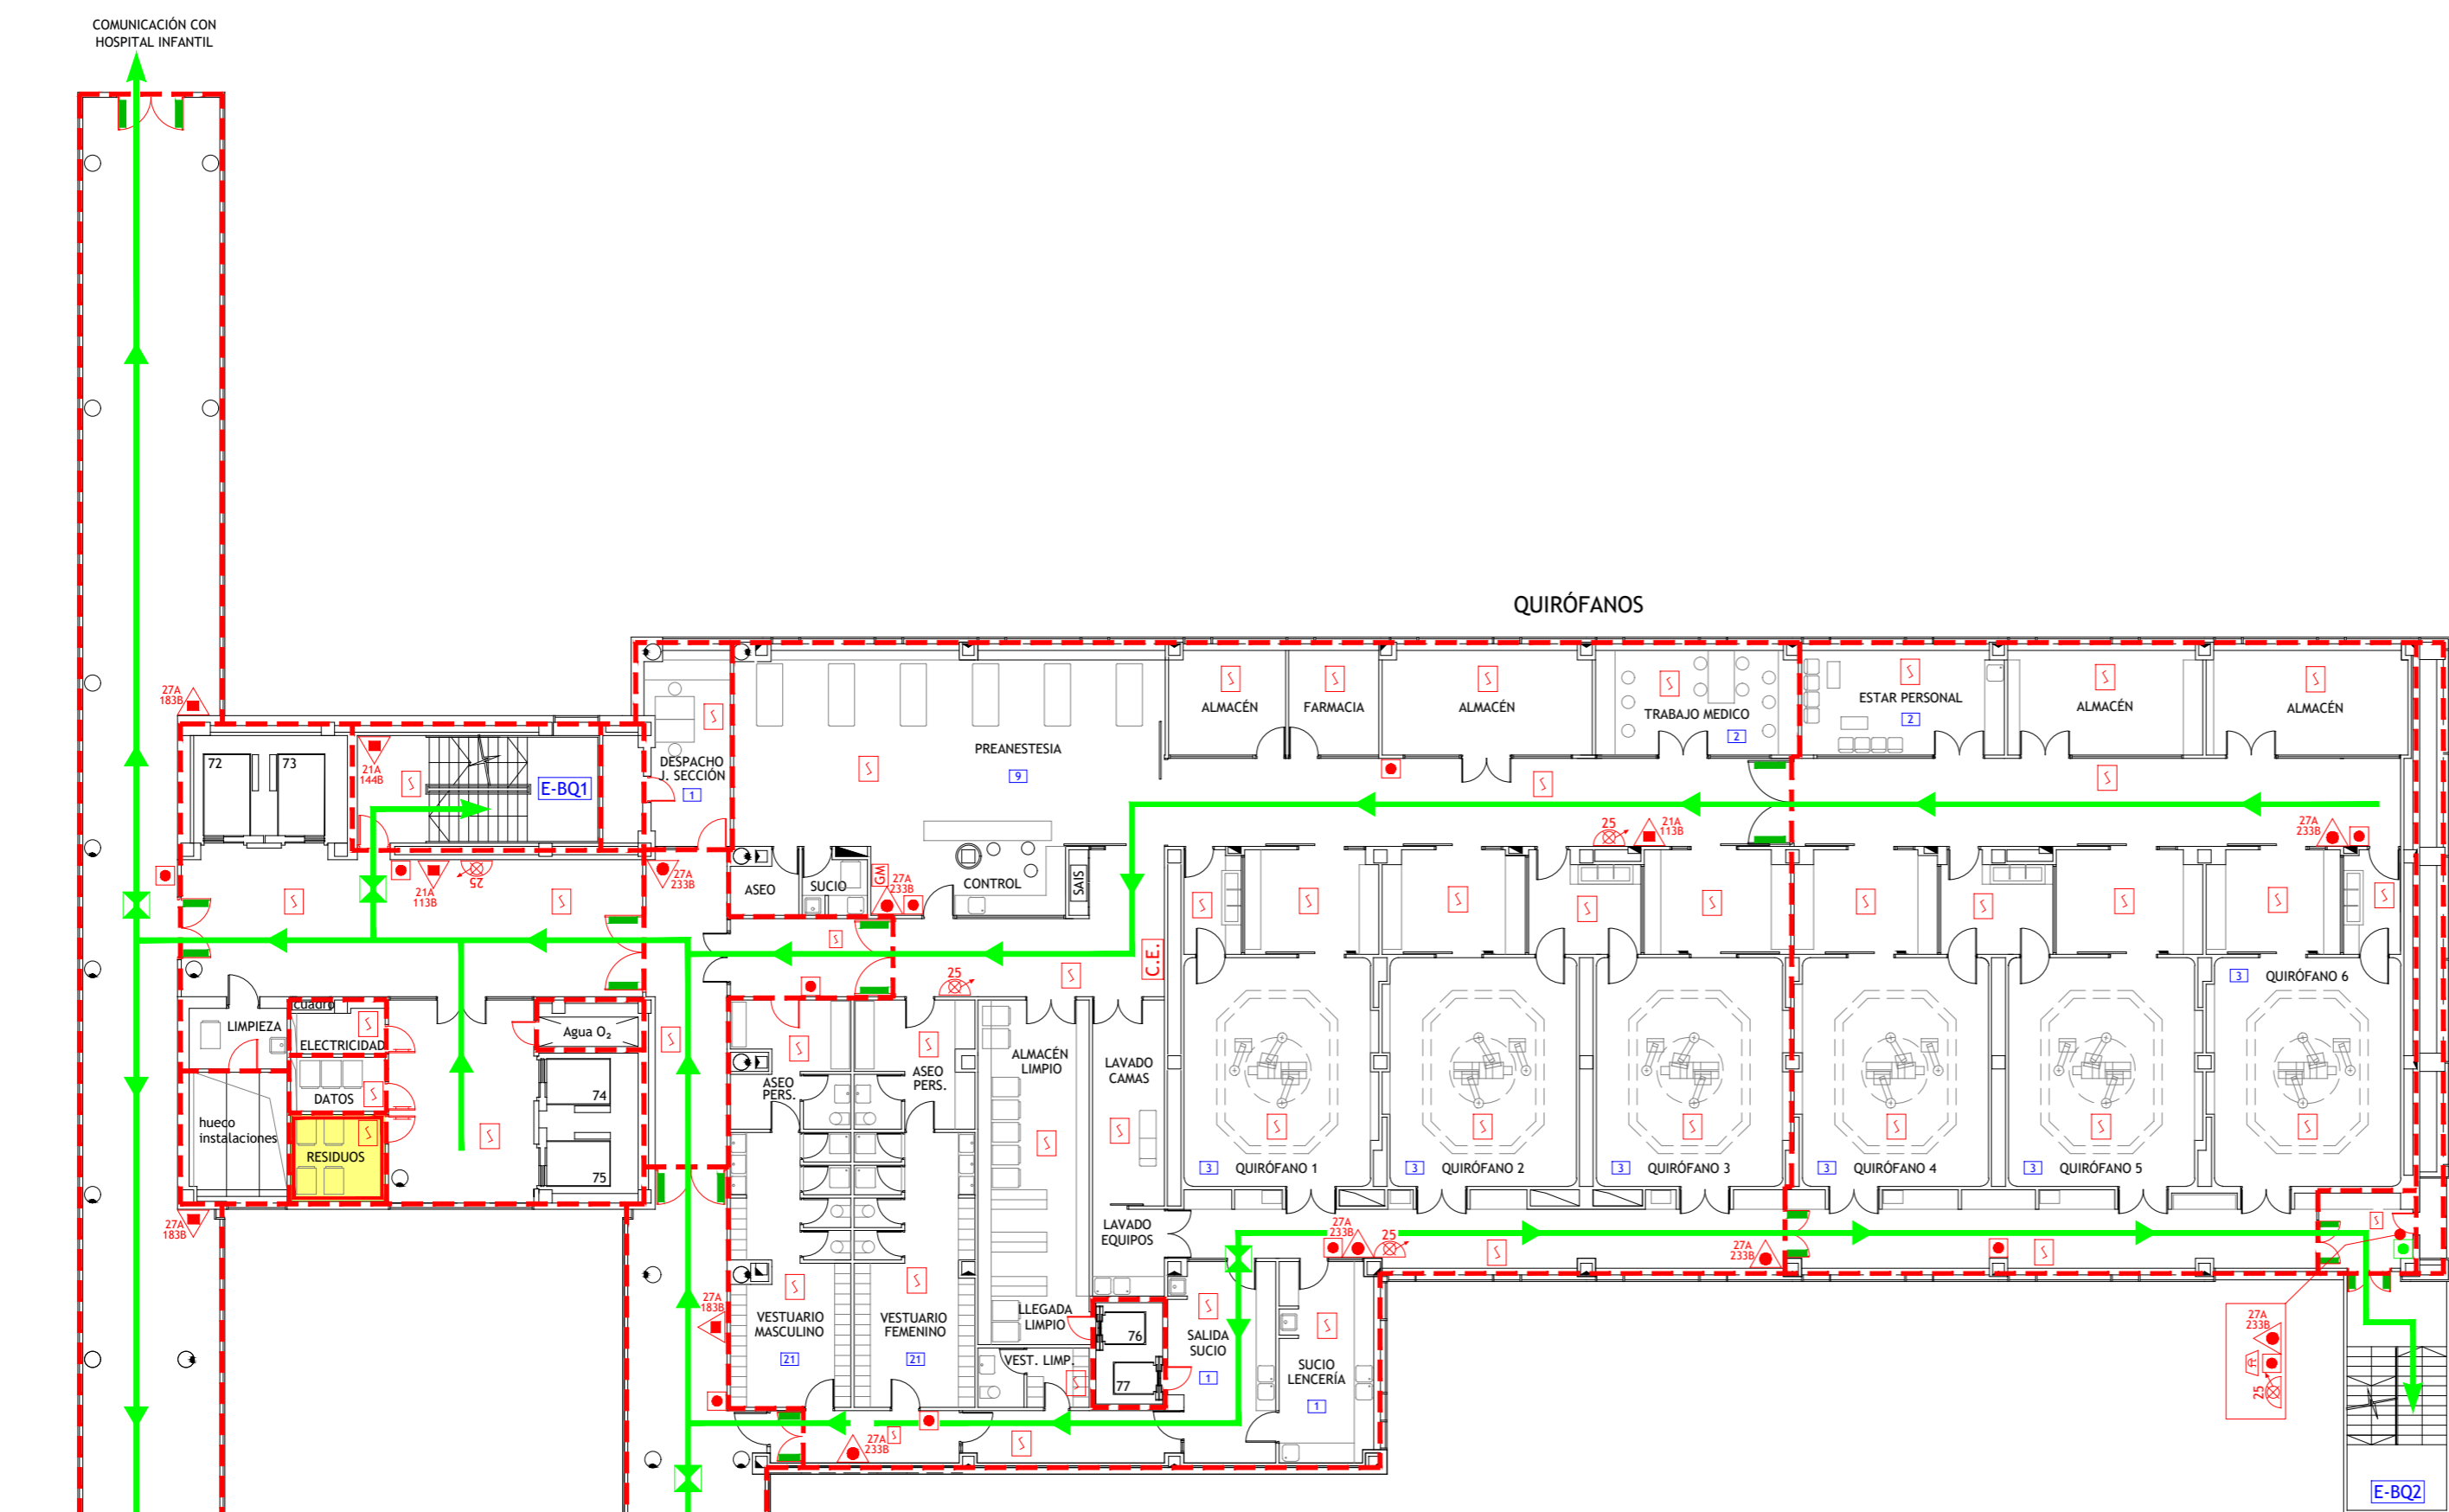 COMUNICACIÓN CON
HOSPITAL INFANTIL
QUIRÓFANOS
27A
183B
72
73
21A
144B
E-BQ1
DESPACHO
J. SECCIÓN
1
PREANESTESIA
9
ALMACÉN
FARMACIA
ALMACÉN
TRABAJO MEDICO
2
ESTAR PERSONAL
2
ALMACÉN
ALMACÉN
21A
113B
25
27A
233B
ASEO
SUCIO
GM
27A
233B
CONTROL
SAIS
25
21A
113B
27A
233B
C.E.
25
cuadro
LIMPIEZA
ELECTRICIDAD
DATOS
hueco
instalaciones
RESIDUOS
Agua O₂
74
75
27A
183B
ASEO
PERS.
ASEO
PERS.
ALMACÉN
LIMPIO
LAVADO
CAMAS
LAVADO
EQUIPOS
3
QUIRÓFANO 1
3
QUIRÓFANO 2
3
QUIRÓFANO 3
3
QUIRÓFANO 4
3
QUIRÓFANO 5
3
QUIRÓFANO 6
27A
233B
25
27A
233B
27A
183B
VESTUARIO
MASCULINO
21
VESTUARIO
FEMENINO
21
LLEGADA
LIMPIO
VEST. LIMP.
76
77
SALIDA
SUCIO
1
SUCIO
LENCERÍA
1
27A
233B
27A
233B
25
E-BQ2